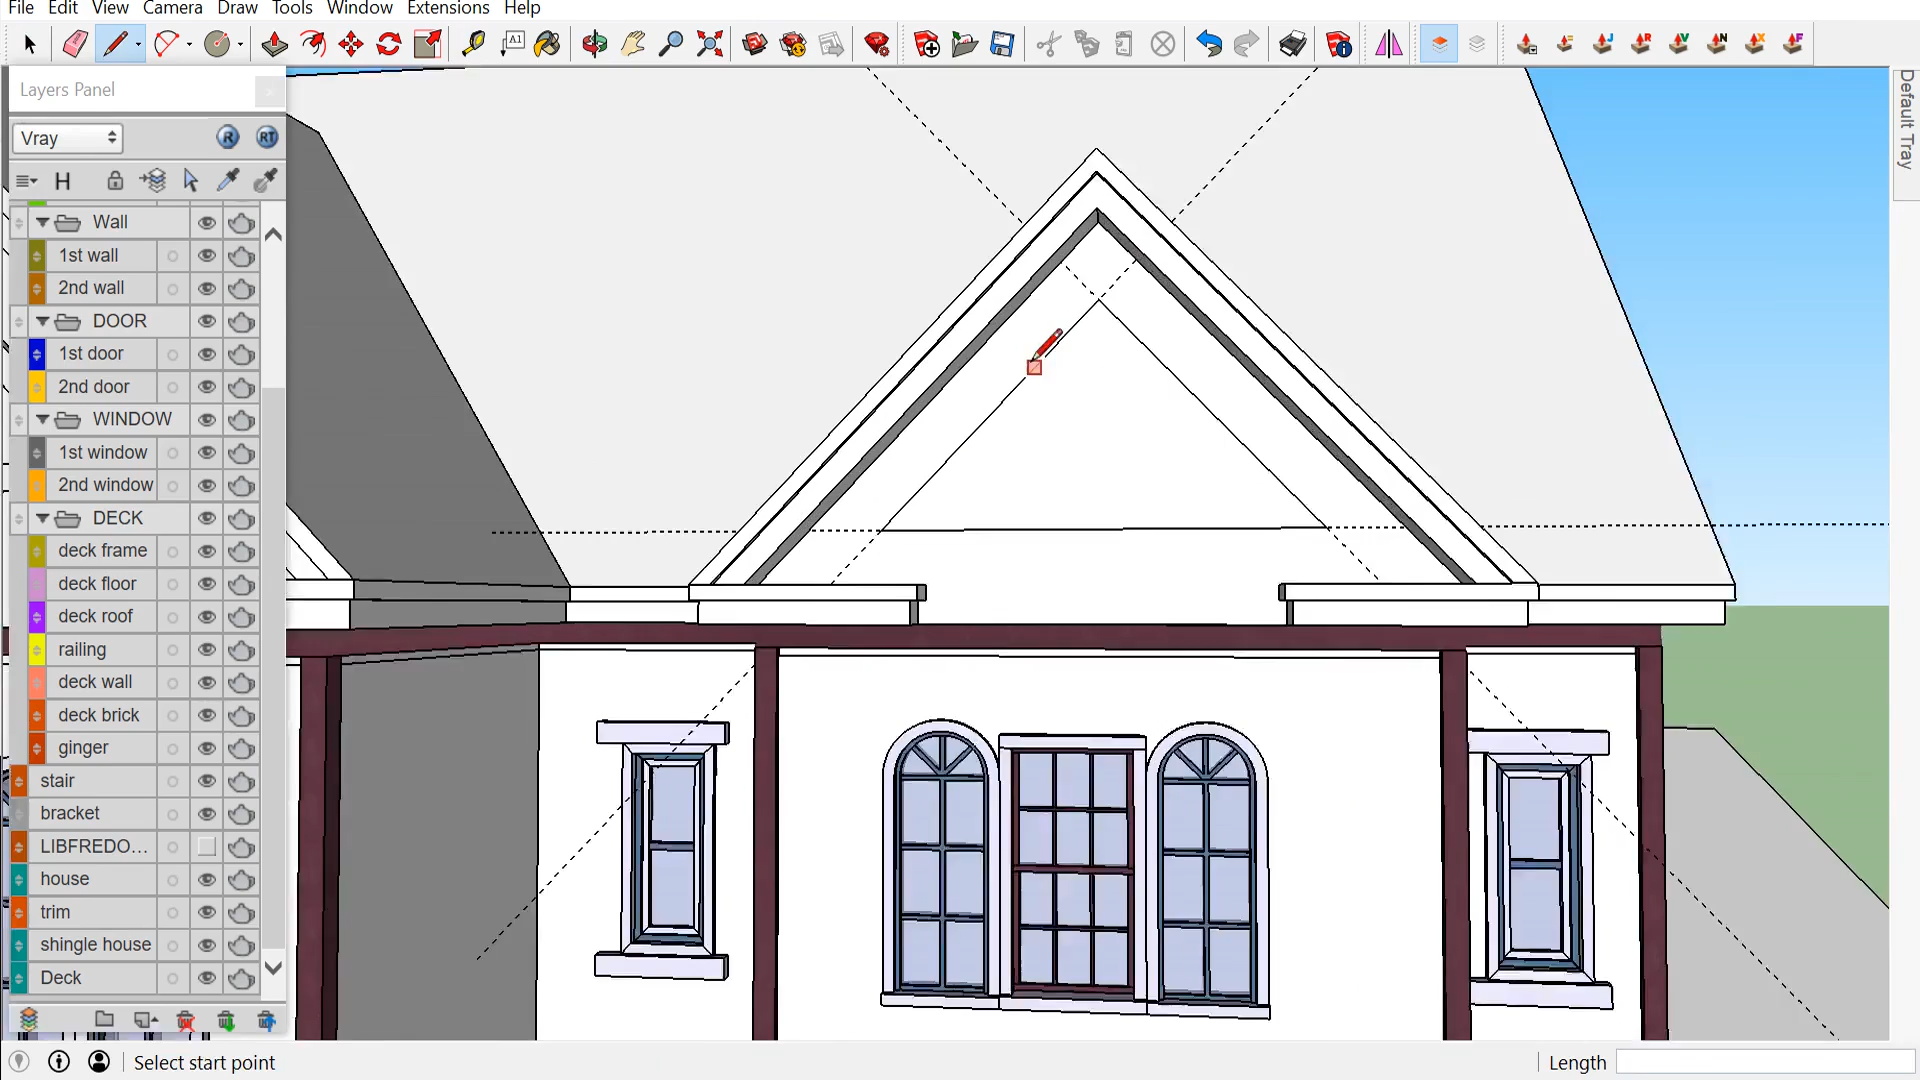 File Edit View Camera Draw Tools Window Extensions Help
A1
J R V N X F
Layers Panel
Default Tray
Vray R RT
H
Wall
1st wall
2nd wall
DOOR
1st door
2nd door
WINDOW
1st window
2nd window
DECK
deck frame
deck floor
deck roof
railing
deck wall
deck brick
ginger
stair
bracket
LIBFREDO...
house
trim
shingle house
Deck
Select start point
Length